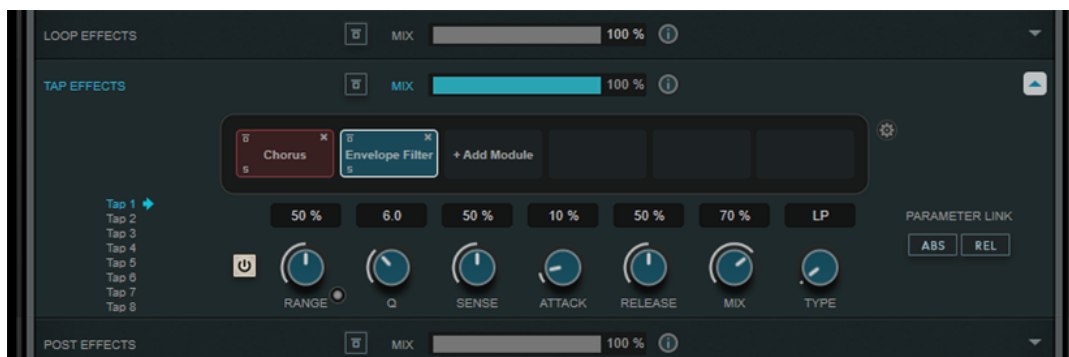 LOOP EFFECTS MIX 100 %
TAP EFFECTS MIX 100 %
Chorus Envelope Filter + Add Module
S S
Tap 1
Tap 2
Tap 3
Tap 4
Tap 5
Tap 6
Tap 7
Tap 8
50 % 6.0 50 % 10 % 50 % 70 % LP
RANGE Q SENSE ATTACK RELEASE MIX TYPE
PARAMETER LINK
ABS REL
POST EFFECTS MIX 100 %